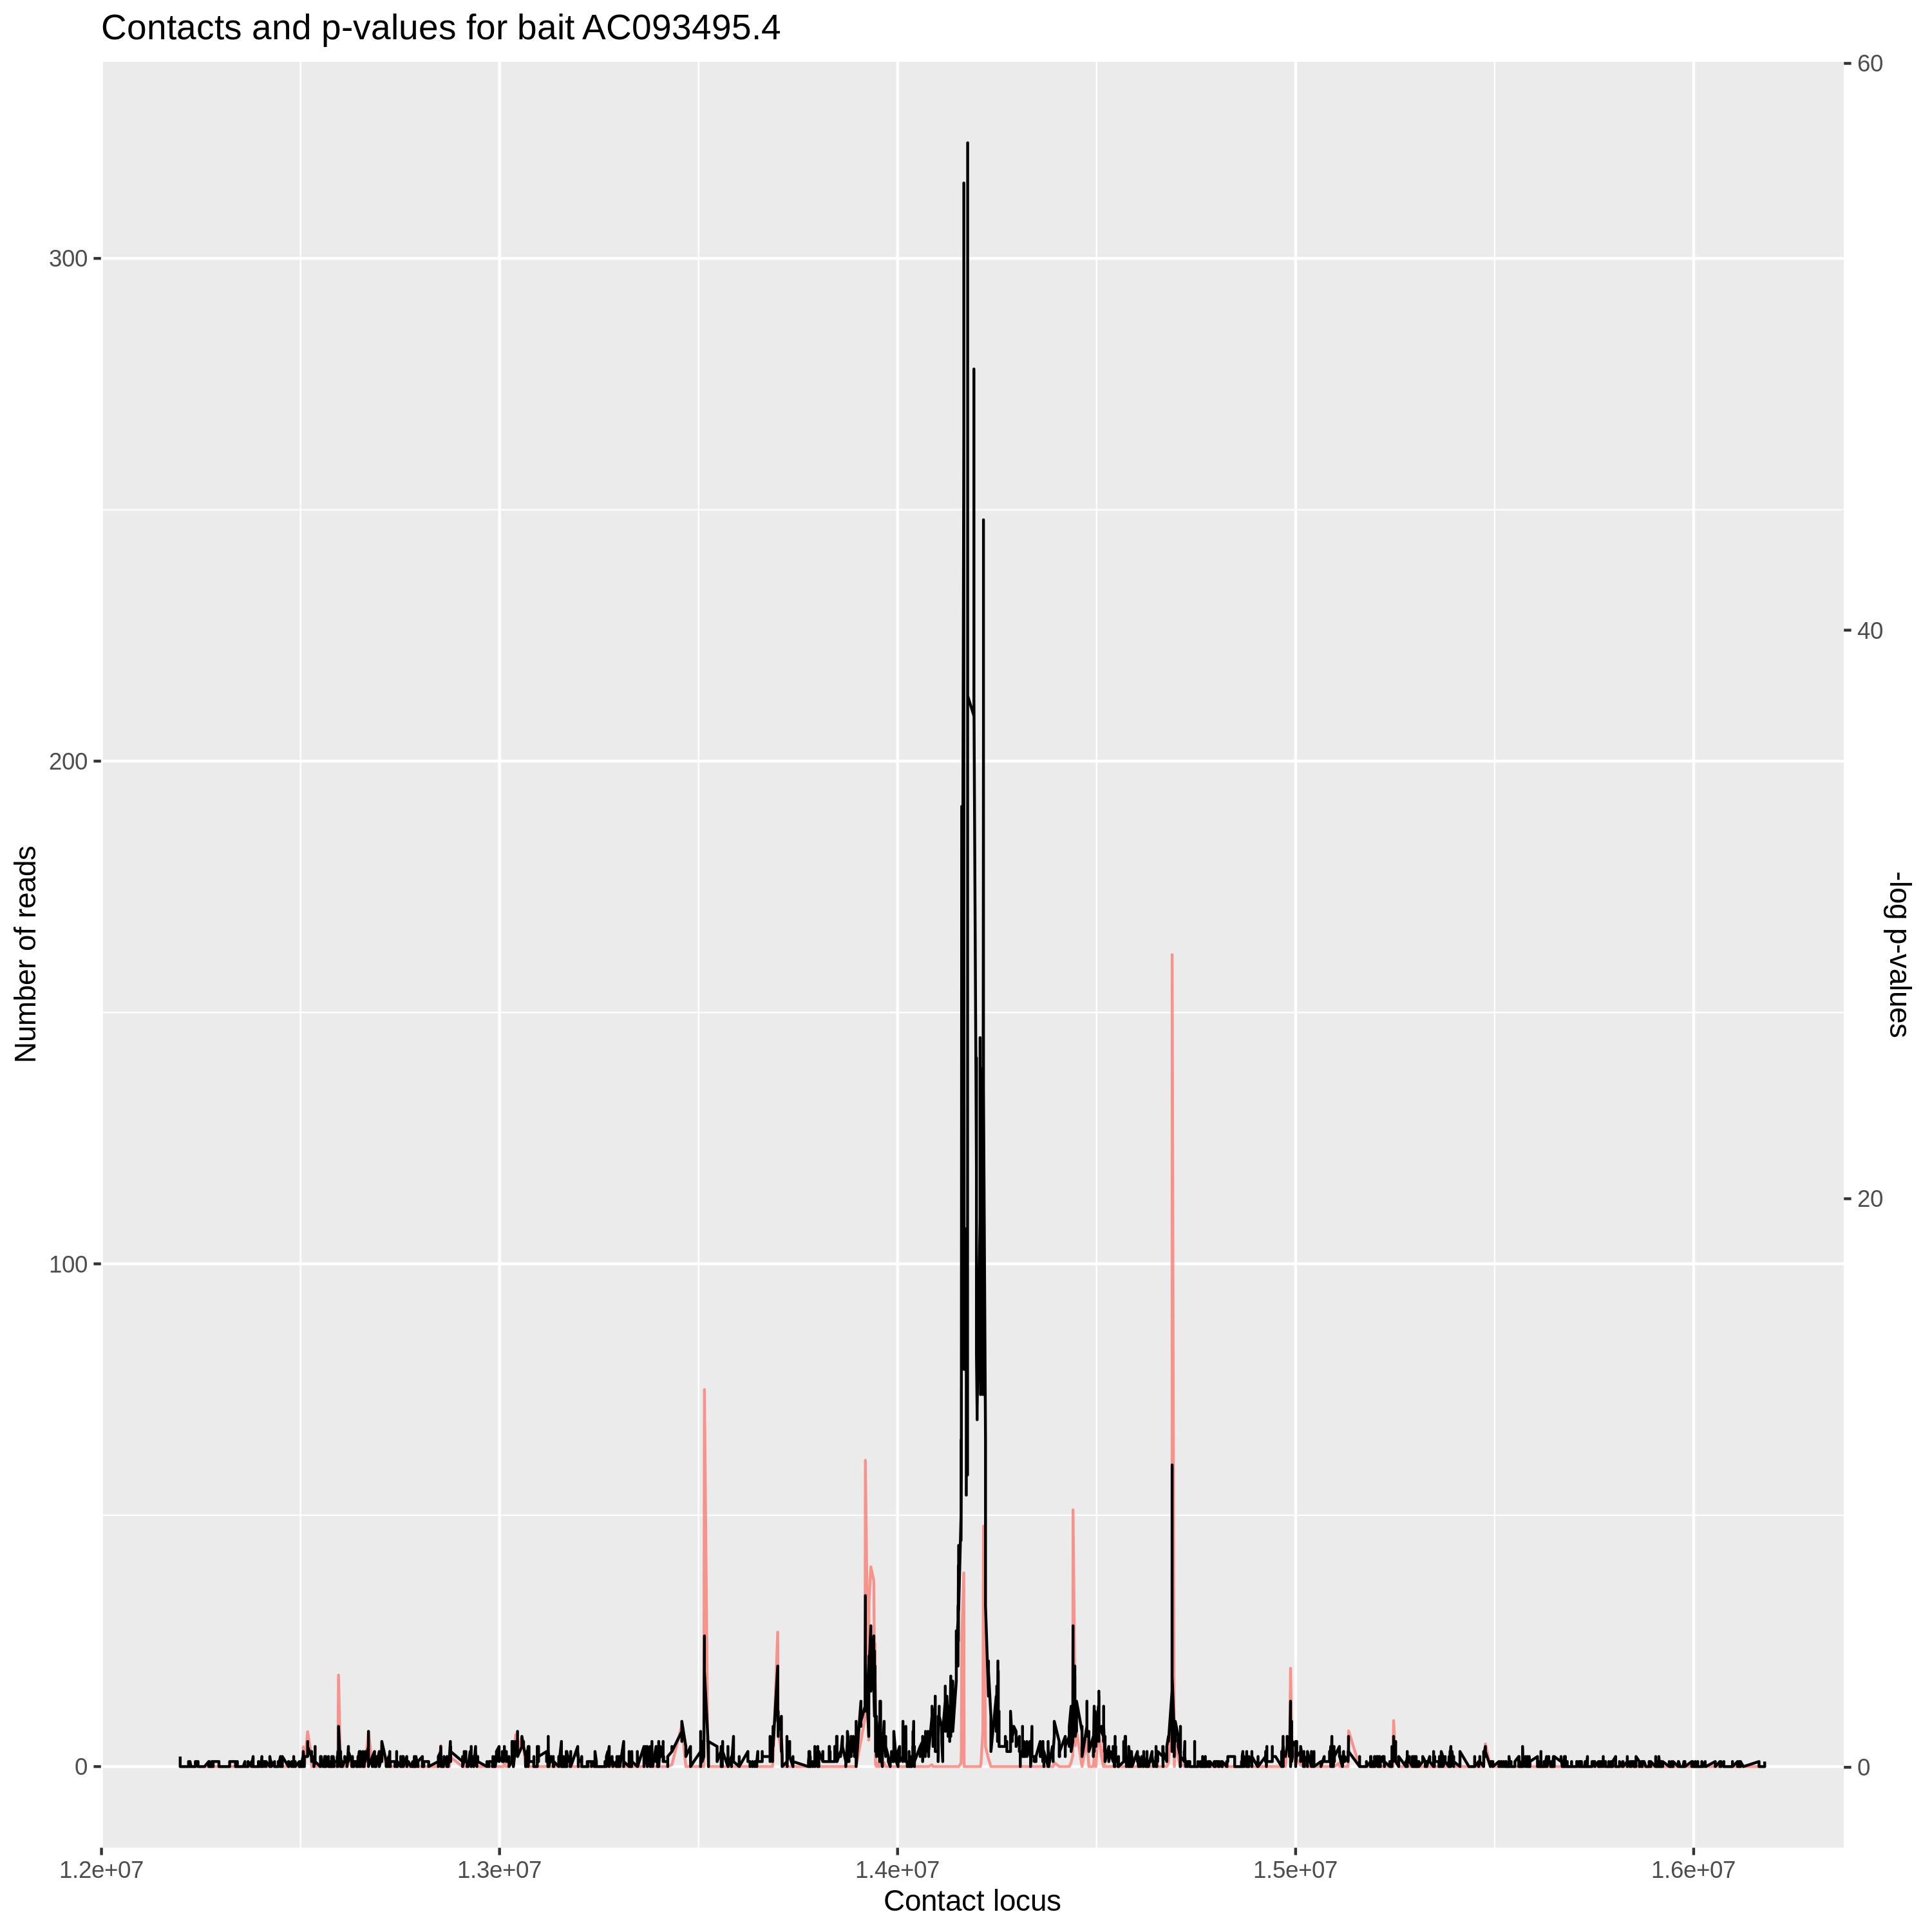 Contacts and p-values for bait AC093495.4
60
300
40
200
Number of reads
-log p-values
20
100
0
0
1.2e+07
1.3e+07
1.4e+07
1.5e+07
1.6e+07
Contact locus